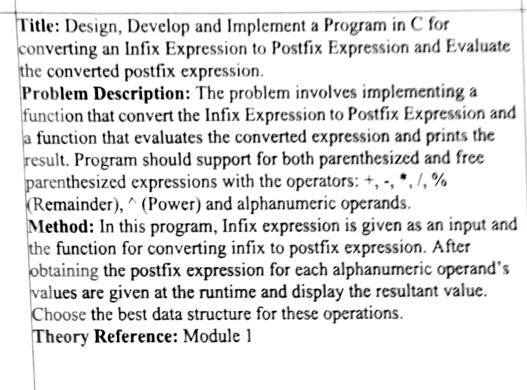 Title: Design, Develop and Implement a Program in C for
converting an Infix Expression to Postfix Expression and Evaluate
the converted postfix expression.
Problem Description: The problem involves implementing a
function that convert the Infix Expression to Postfix Expression and
a function that evaluates the converted expression and prints the
result. Program should support for both parenthesized and free
parenthesized expressions with the operators: +, -, *, /, %
(Remainder), ^ (Power) and alphanumeric operands.
Method: In this program, Infix expression is given as an input and
the function for converting infix to postfix expression. After
obtaining the postfix expression for each alphanumeric operand's
values are given at the runtime and display the resultant value.
Choose the best data structure for these operations.
Theory Reference: Module 1